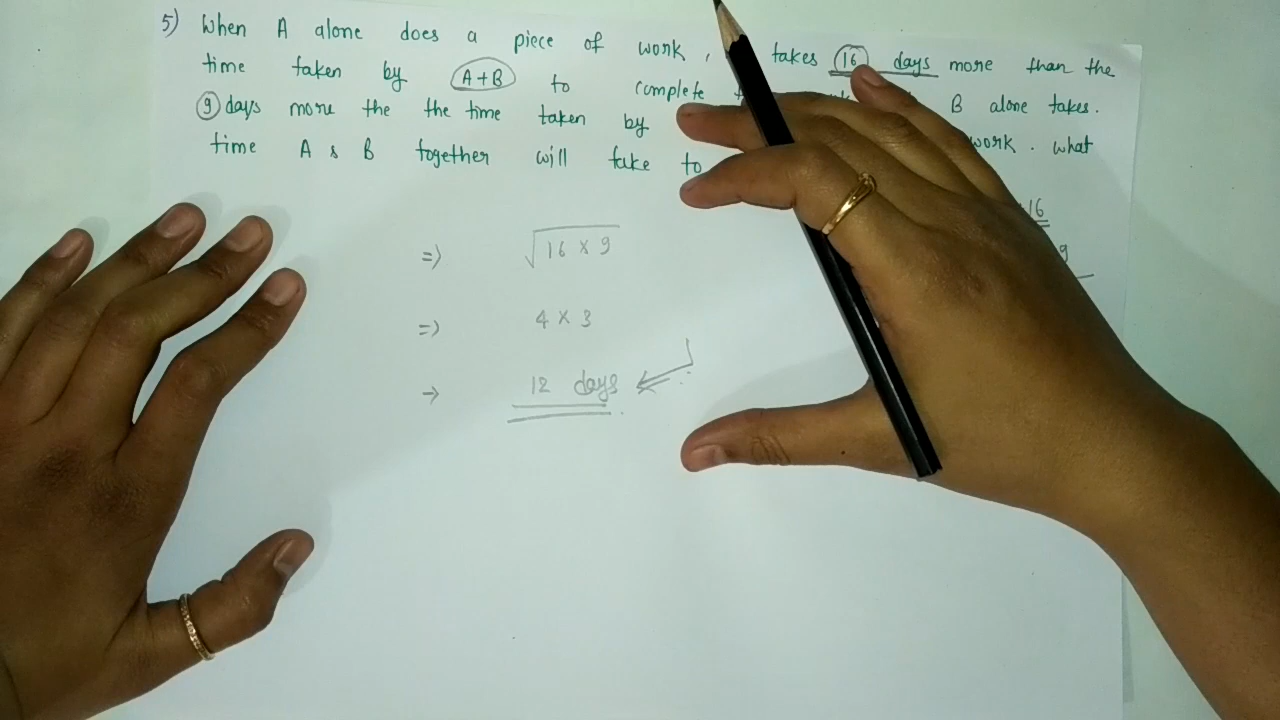 5) When A alone does a piece of work, takes 16 days more than the
time taken by A+B to complete B alone takes.
9 days more the the time taken by work. what
time A & B together will take to
16
=) √16 × 9
9
=) 4 × 3
→ 12 days